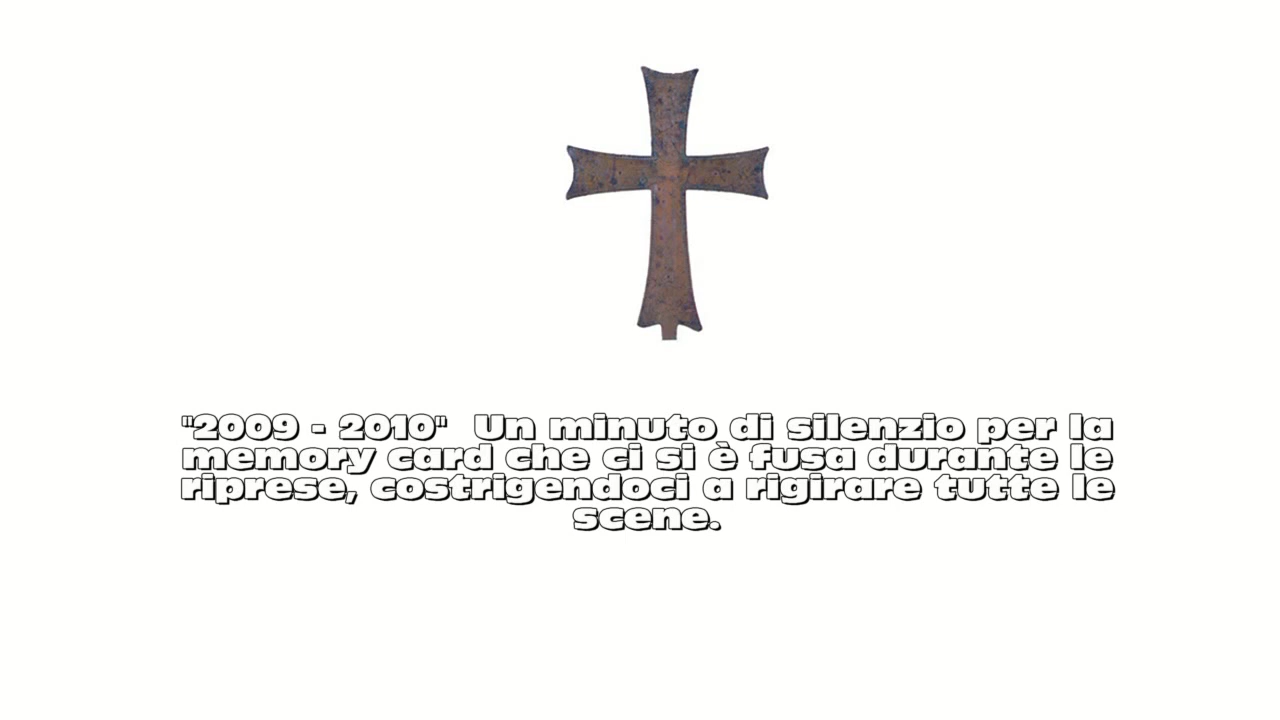 "2009 - 2010"  Un minuto di silenzio per la
memory card che ci si è fusa durante le
riprese, costrigendoci a rigirare tutte le
scene.